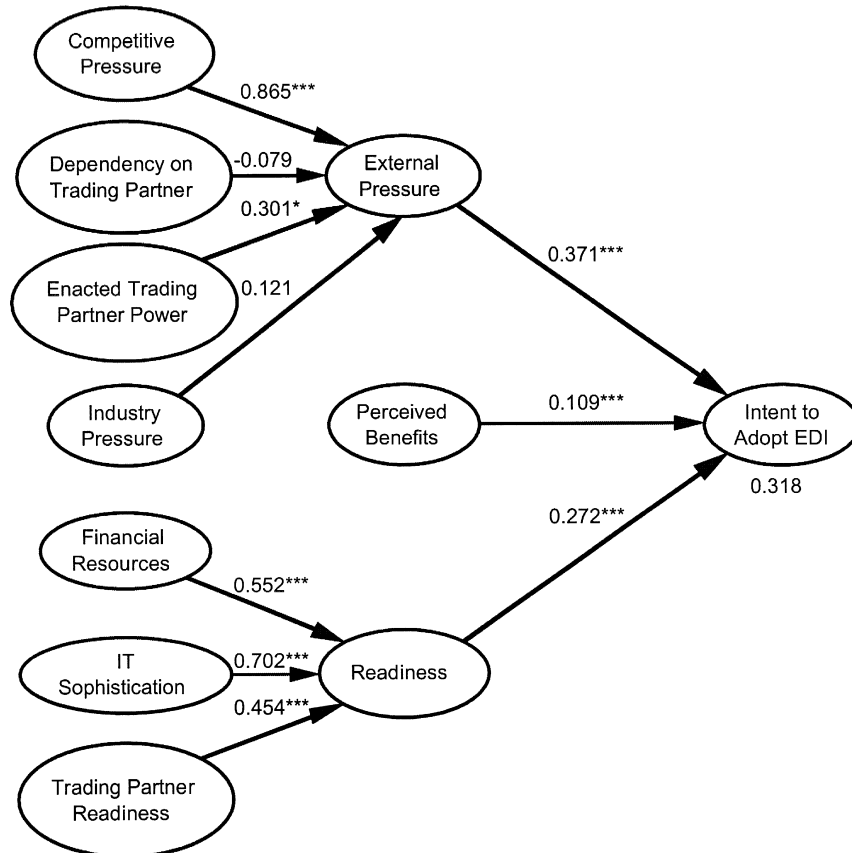 Competitive
Pressure
0.865***
Dependency on
Trading Partner
-0.079
External
Pressure
0.301*
Enacted Trading
Partner Power
0.121
0.371***
Industry
Pressure
Perceived
Benefits
0.109***
Intent to
Adopt EDI
0.318
Financial
Resources
0.552***
0.272***
IT
Sophistication
0.702***
Readiness
0.454***
Trading Partner
Readiness